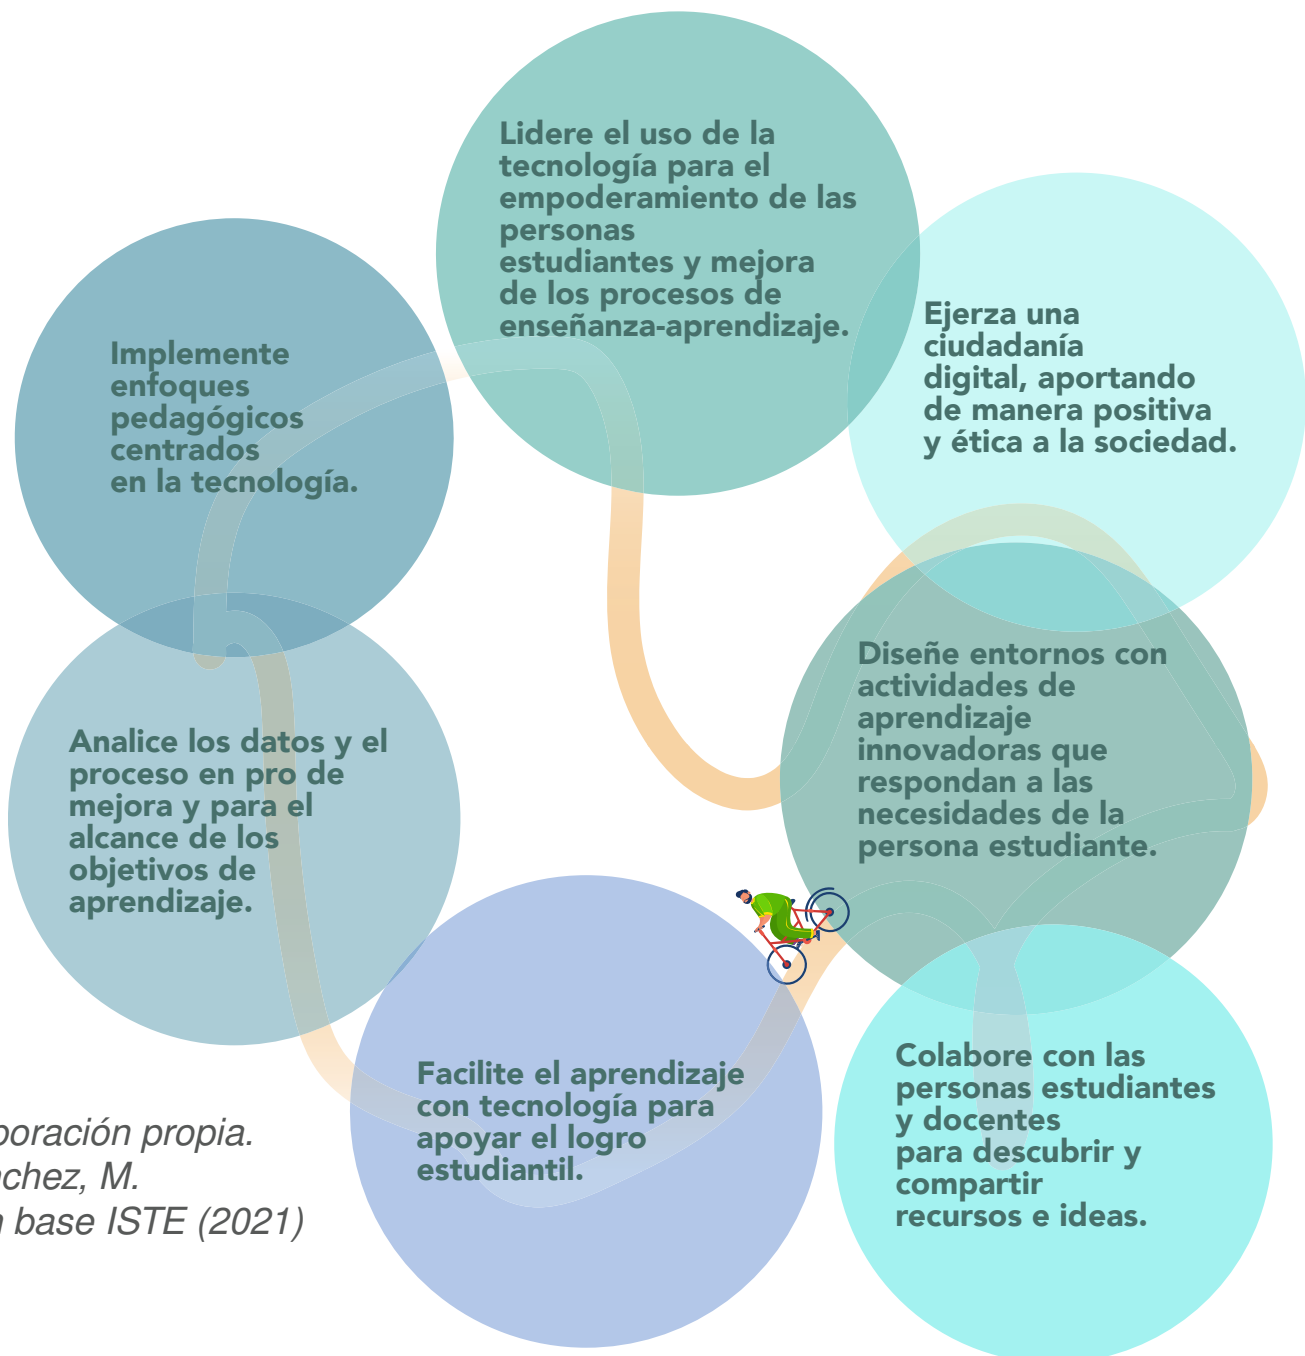 Lidere el uso de la
tecnología para el
empoderamiento de las
personas
estudiantes y mejora
de los procesos de
enseñanza-aprendizaje.
Ejerza una
ciudadanía
digital, aportando
de manera positiva
y ética a la sociedad.
Implemente
enfoques
pedagógicos
centrados
en la tecnología.
Diseñe entornos con
actividades de
aprendizaje
innovadoras que
respondan a las
necesidades de la
persona estudiante.
Analice los datos y el
proceso en pro de
mejora y para el
alcance de los
objetivos de
aprendizaje.
Facilite el aprendizaje
con tecnología para
apoyar el logro
estudiantil.
Colabore con las
personas estudiantes
y docentes
para descubrir y
compartir
recursos e ideas.
propia.
M.
base ISTE (2021)